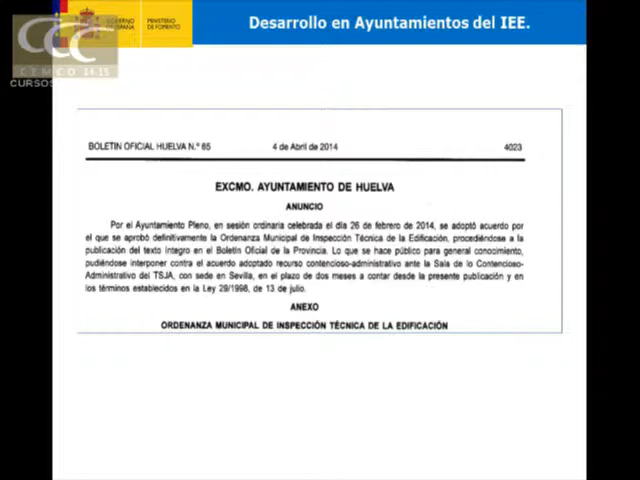 CCC
CEMCO 14.15
CURSOS
GOBIERNO DE ESPAÑA
MINISTERIO DE FOMENTO
Desarrollo en Ayuntamientos del IEE.
BOLETIN OFICIAL HUELVA N.º 65 4 de Abril de 2014 4023
EXCMO. AYUNTAMIENTO DE HUELVA
ANUNCIO
Por el Ayuntamiento Pleno, en sesión ordinaria celebrada el día 26 de febrero de 2014, se adoptó acuerdo por
el que se aprobó definitivamente la Ordenanza Municipal de Inspección Técnica de la Edificación, procediéndose a la
publicación del texto íntegro en el Boletín Oficial de la Provincia. Lo que se hace público para general conocimiento,
pudiéndose interponer contra el acuerdo adoptado recurso contencioso-administrativo ante la Sala de lo Contencioso-
Administrativo del TSJA, con sede en Sevilla, en el plazo de dos meses a contar desde la presente publicación y en
los términos establecidos en la Ley 29/1998, de 13 de julio.
ANEXO
ORDENANZA MUNICIPAL DE INSPECCIÓN TÉCNICA DE LA EDIFICACIÓN